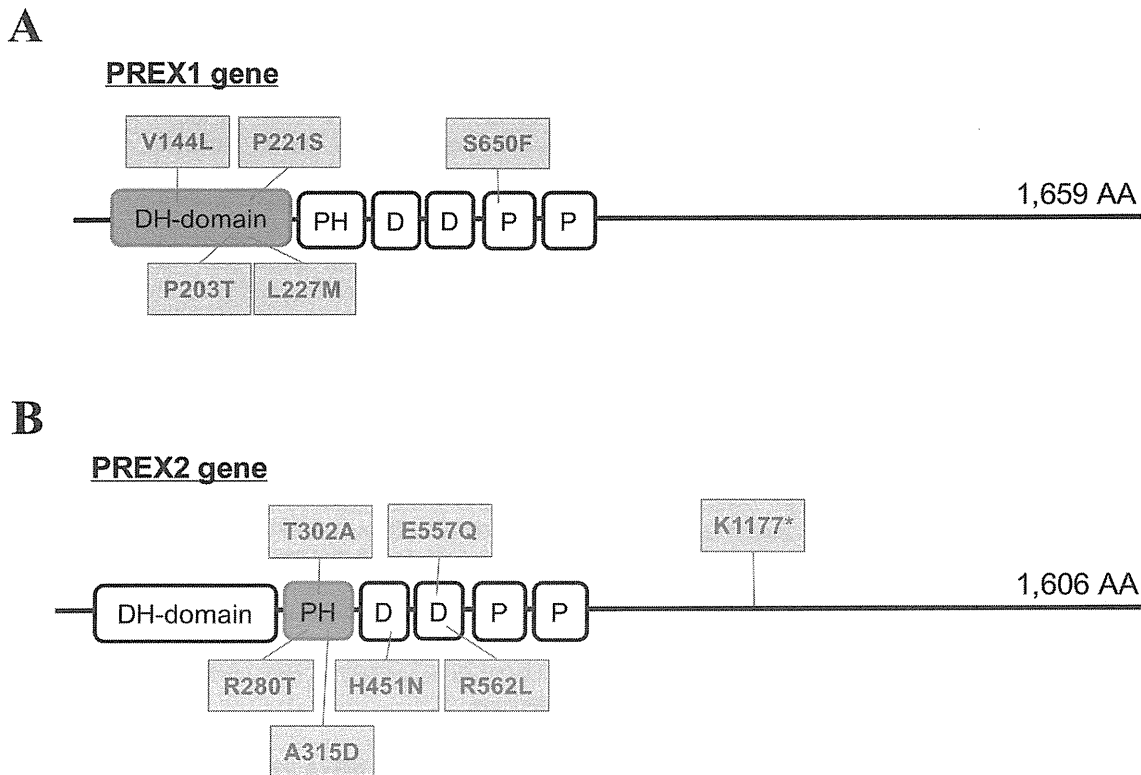 A
PREX1 gene
V144L P221S S650F
DH-domain PH D D P P 1,659 AA
P203T L227M
B
PREX2 gene
T302A E557Q K1177*
DH-domain PH D D P P 1,606 AA
R280T H451N R562L
A315D